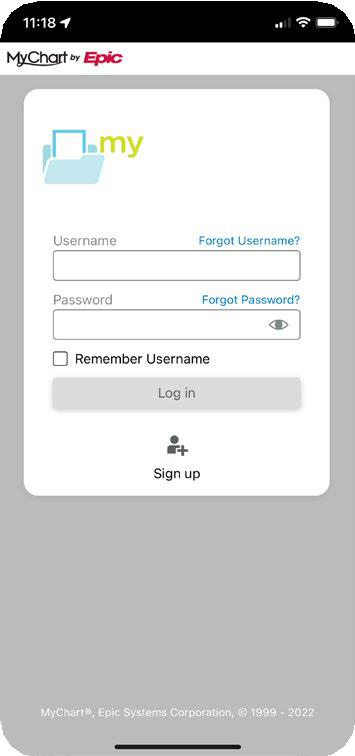 11:18
MyChart by Epic
my
Username Forgot Username?
Password Forgot Password?
Remember Username
Log in
Sign up
MyChart®, Epic Systems Corporation, © 1999 - 2022